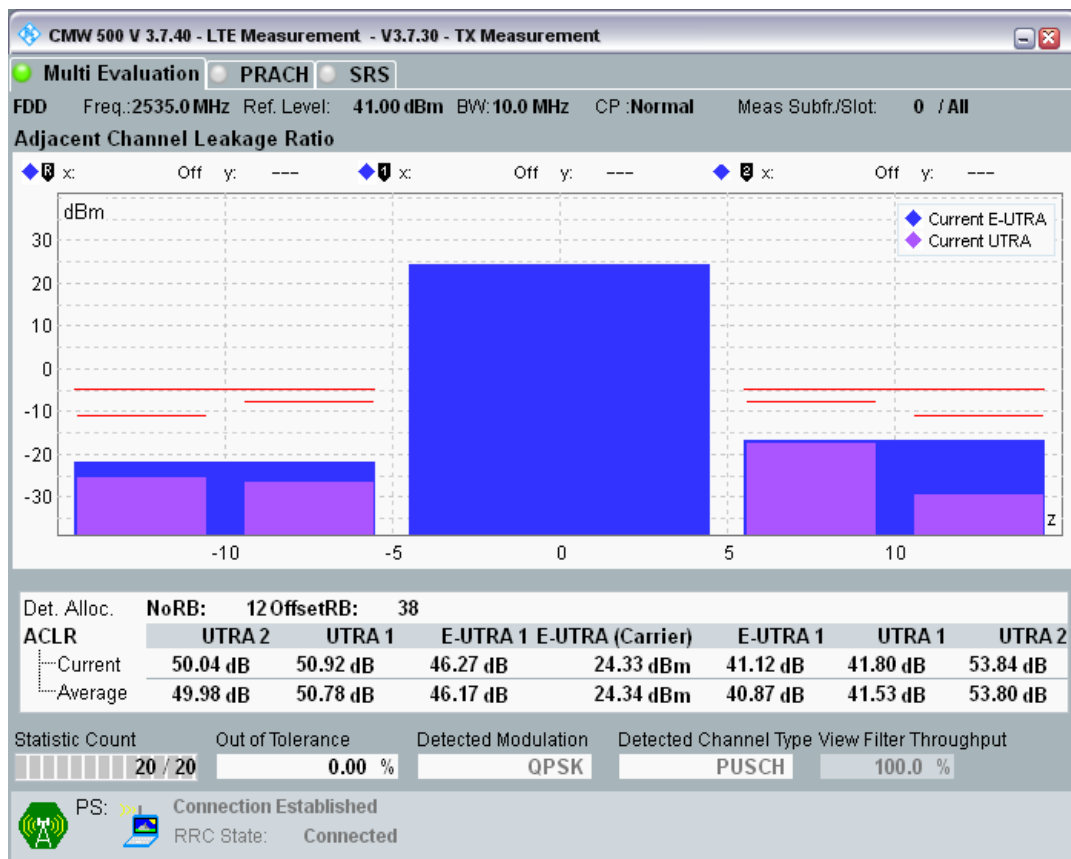 CMW 500 V 3.7.40 - LTE Measurement - V3.7.30 - TX Measurement
Multi Evaluation PRACH SRS
FDD Freq.:2535.0 MHz Ref. Level: 41.00 dBm BW:10.0 MHz CP :Normal Meas Subfr./Slot: 0 / All
Adjacent Channel Leakage Ratio
R x: Off y: --- 1 x: Off y: --- 2 x: Off y: ---
dBm
Current E-UTRA
Current UTRA
30
20
10
0
-10
-20
-30
z
-10 -5 0 5 10
Det. Alloc. NoRB: 12 OffsetRB: 38
ACLR UTRA 2 UTRA 1 E-UTRA 1 E-UTRA (Carrier) E-UTRA 1 UTRA 1 UTRA 2
Current 50.04 dB 50.92 dB 46.27 dB 24.33 dBm 41.12 dB 41.80 dB 53.84 dB
Average 49.98 dB 50.78 dB 46.17 dB 24.34 dBm 40.87 dB 41.53 dB 53.80 dB
Statistic Count Out of Tolerance Detected Modulation Detected Channel Type View Filter Throughput
20 / 20 0.00 % QPSK PUSCH 100.0 %
PS: Connection Established
RRC State: Connected